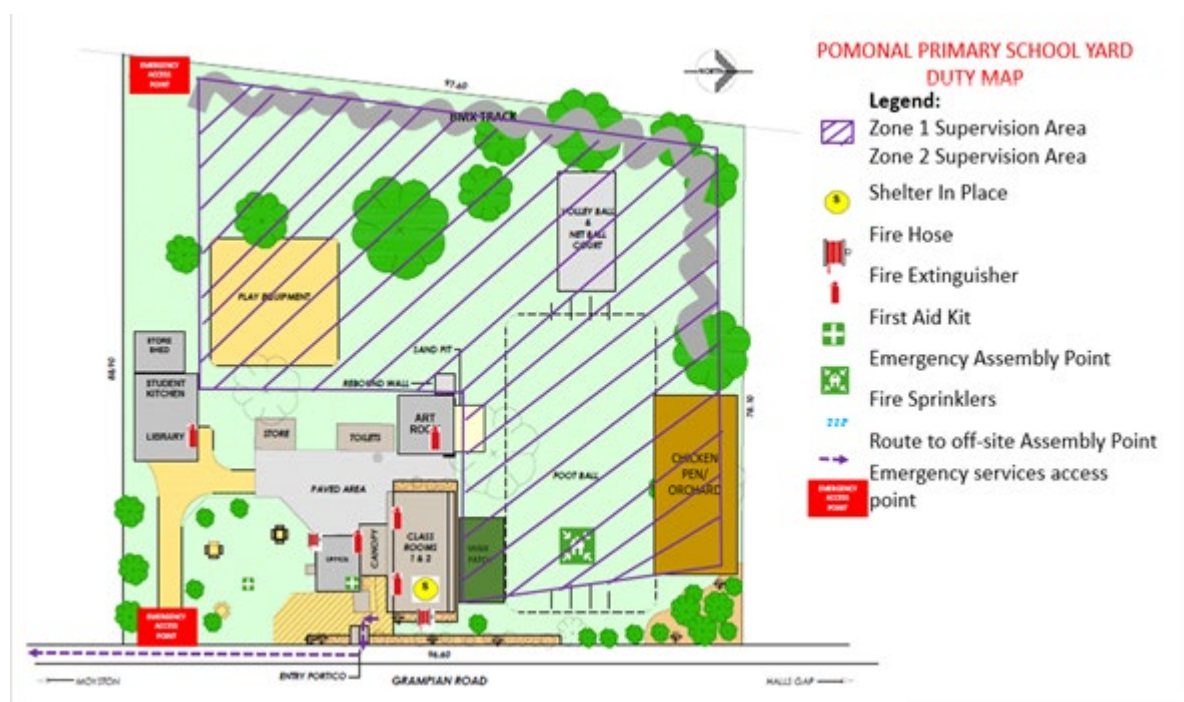 POMONAL PRIMARY SCHOOL YARD
DUTY MAP
Legend:
Zone 1 Supervision Area
Zone 2 Supervision Area
S
Shelter In Place
Fire Hose
Fire Extinguisher
First Aid Kit
Emergency Assembly Point
Fire Sprinklers
Route to off-site Assembly Point
Emergency services access
point
EMERGENCY
ACCESS
POINT
EMERGENCY
ACCESS
POINT
NORTH
97.60
BMX TRACK
VOLLEY BALL
&
NET BALL
COURT
PLAY EQUIPMENT
STORE
SHED
88.90
78.10
SAND PIT
REBOUND WALL
STUDENT
KITCHEN
LIBRARY
STORE
TOILETS
ART
ROOM
PAVED AREA
FOOT BALL
CHICKEN
PEN/
ORCHARD
OFFICE
CANOPY
CLASS
ROOMS
1 & 2
S
EMERGENCY
ACCESS
POINT
96.60
ENTRY PORTICO
MOYSTON
GRAMPIAN ROAD
HALLS GAP